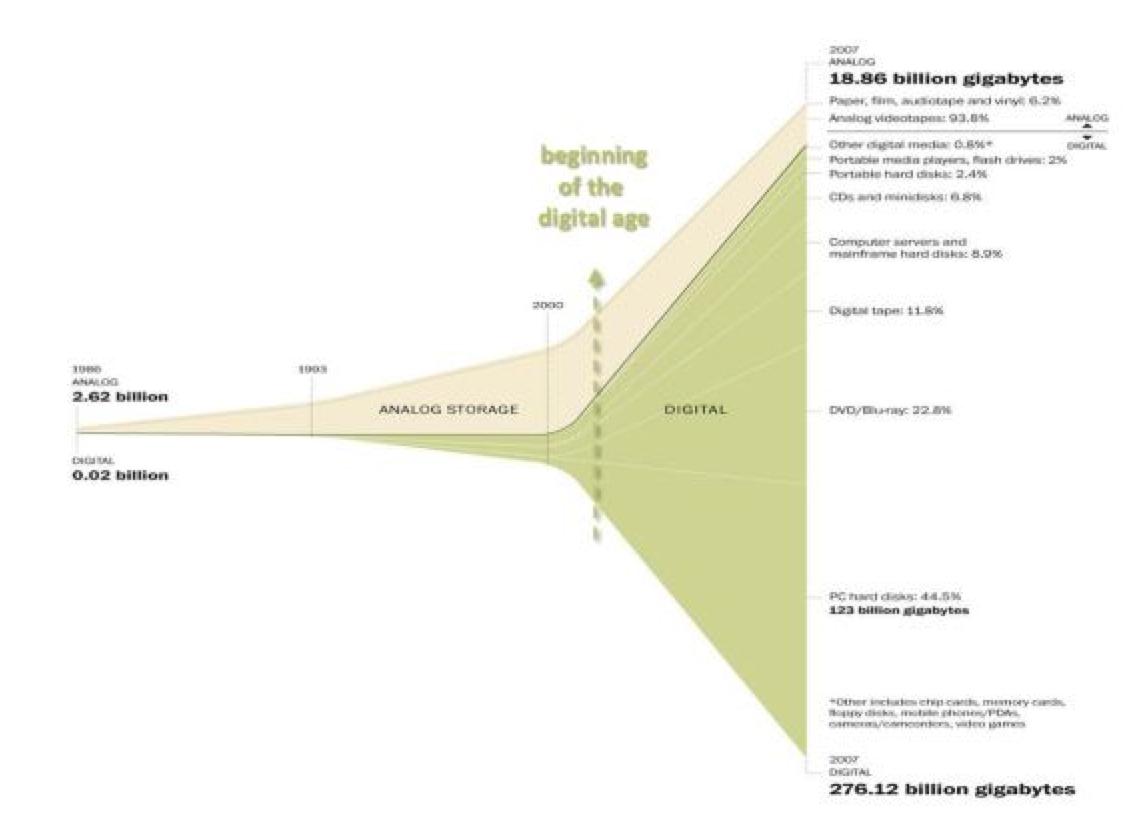 2007
ANALOG
18.86 billion gigabytes
Paper, film, audiotape and vinyl: 6.2%
Analog videotapes: 93.8%
ANALOG
DIGITAL
Other digital media: 0.8%*
Portable media players, flash drives: 2%
Portable hard disks: 2.4%
CDs and minidisks: 6.8%
Computer servers and
mainframe hard disks: 8.9%
Digital tape: 11.8%
DVD/Blu-ray: 22.8%
PC hard disks: 44.5%
123 billion gigabytes
*Other includes chip cards, memory cards,
floppy disks, mobile phones/PDAs,
cameras/camcorders, video games
2007
DIGITAL
276.12 billion gigabytes
beginning
of the
digital age
2000
1993
1986
ANALOG
2.62 billion
ANALOG STORAGE
DIGITAL
DIGITAL
0.02 billion